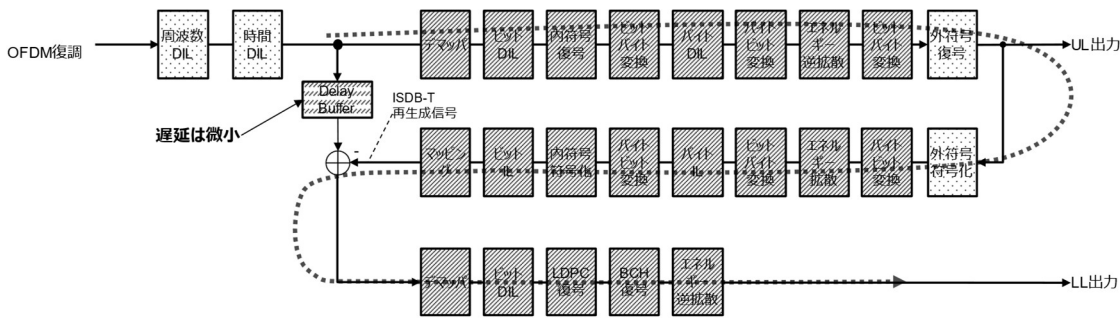 OFDM復調
周波数
DIL
時間
DIL
デマッパ
ビット
DIL
内符号
復号
ビット
バイト
変換
バイト
DIL
バイト
ビット
変換
エネル
ギー
逆拡散
ビット
バイト
変換
外符号
復号
UL出力
Delay
Buffer
遅延は微小
ISDB-T
再生成信号
-
マッピン
グ
ビット
IL
内符号
符号化
バイト
ビット
変換
バイト
IL
ビット
バイト
変換
エネル
ギー
拡散
バイト
ビット
変換
外符号
符号化
デマッパ
ビット
DIL
LDPC
復号
BCH
復号
エネル
ギー
逆拡散
LL出力